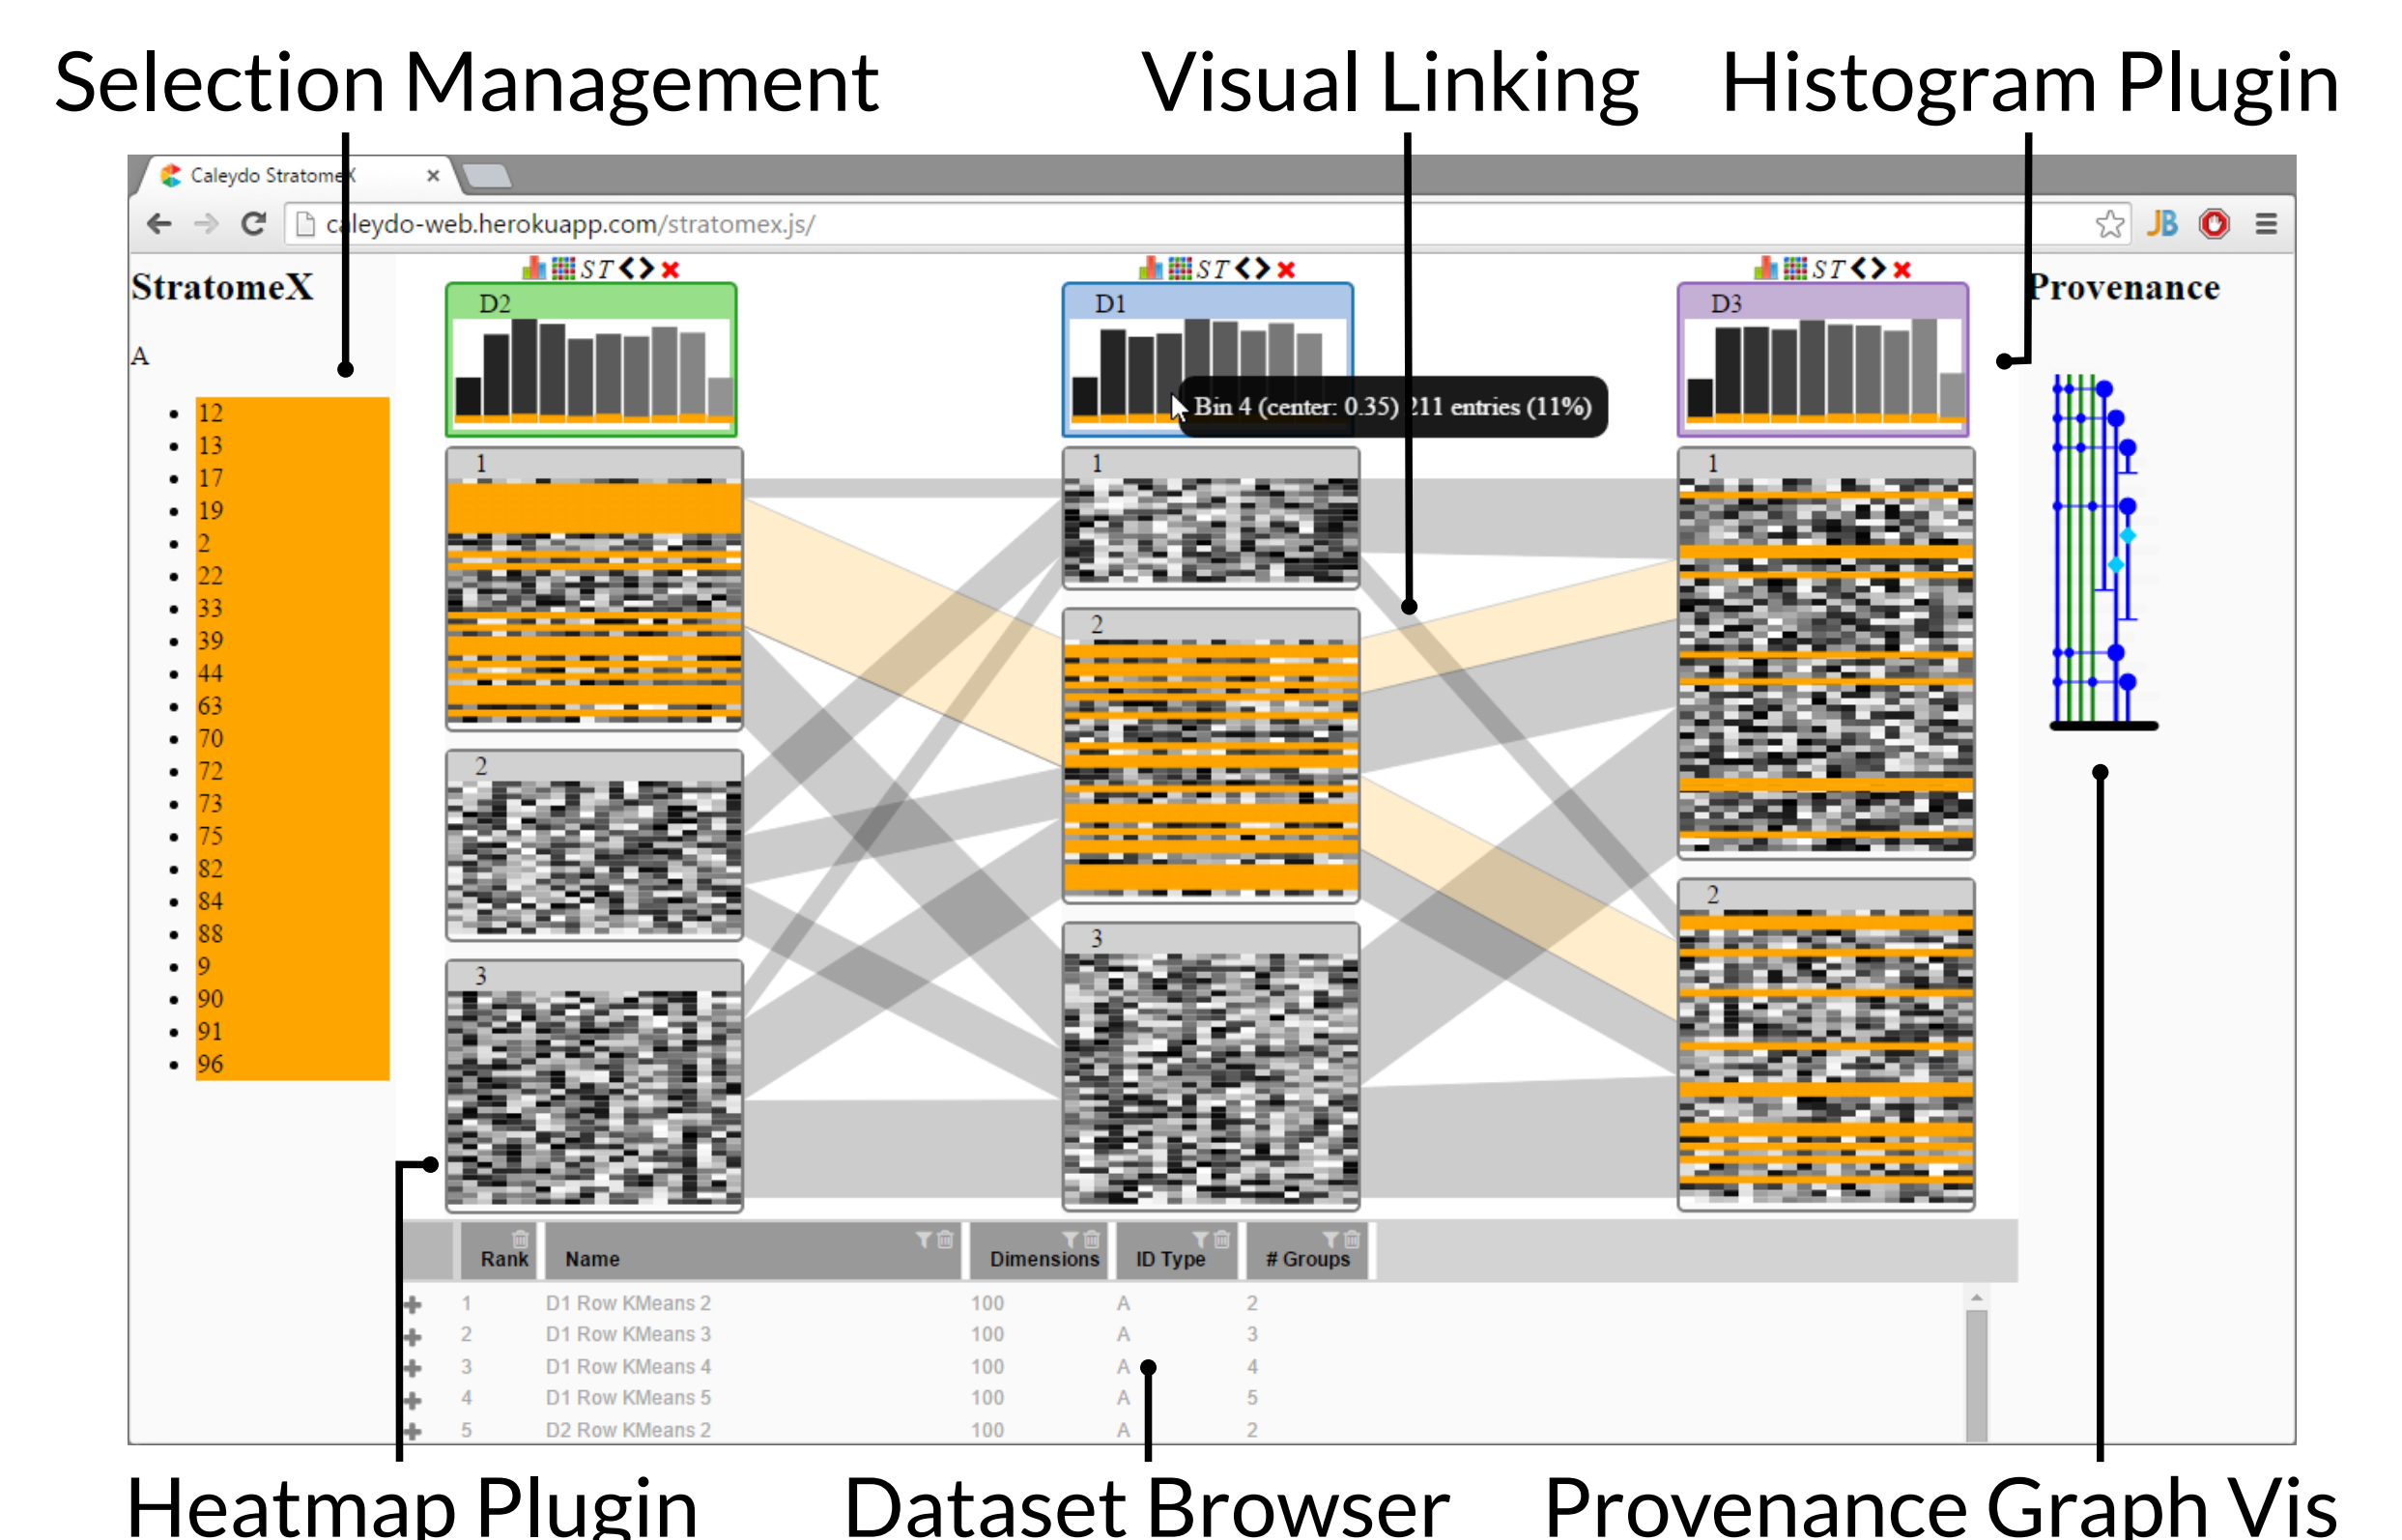 Selection Management
Visual Linking
Histogram Plugin
Caleydo StratomeX
caleydo-web.herokuapp.com/stratomex.js/
JB
StratomeX
A
12
13
17
19
2
22
33
39
44
63
70
72
73
75
82
84
88
9
90
91
96
ST
D2
1
2
3
ST
D1
Bin 4 (center: 0.35) 211 entries (11%)
1
2
3
ST
D3
1
2
Provenance
Rank Name Dimensions ID Type # Groups
1 D1 Row KMeans 2 100 A 2
2 D1 Row KMeans 3 100 A 3
3 D1 Row KMeans 4 100 A 4
4 D1 Row KMeans 5 100 A 5
5 D2 Row KMeans 2 100 A 2
Heatmap Plugin
Dataset Browser
Provenance Graph Vis